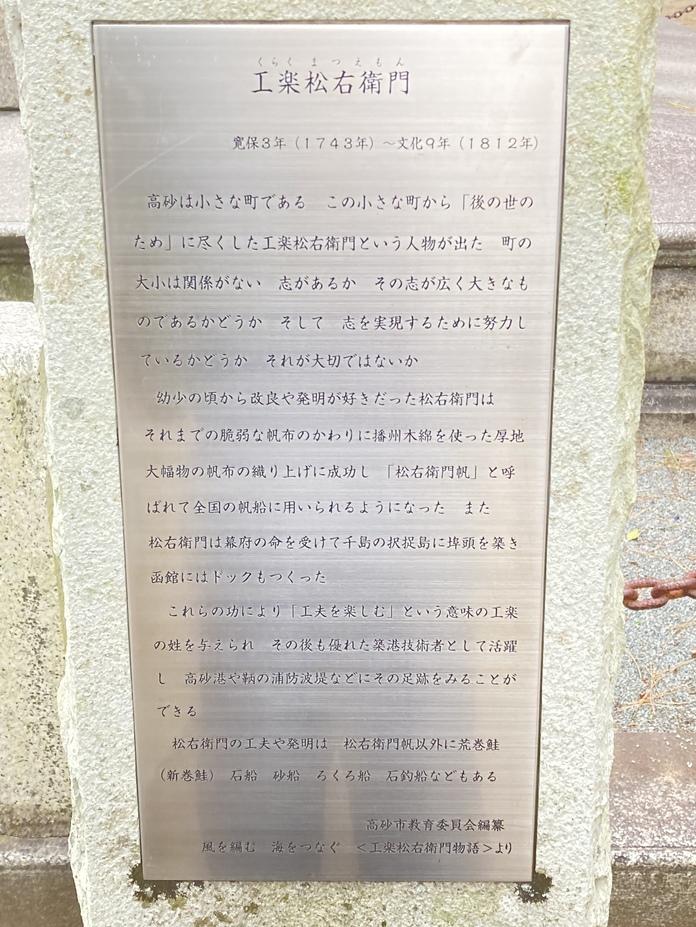 くらく まつ えもん
工楽松右衛門
寛保3年（1743年）～文化9年（1812年）
高砂は小さな町である　この小さな町から「後の世の
ため」に尽くした工楽松右衛門という人物が出た　町の
大小は関係がない　志があるか　その志が広く大きなも
のであるかどうか　そして　志を実現するために努力し
ているかどうか　それが大切ではないか
幼少の頃から改良や発明が好きだった松右衛門は
それまでの脆弱な帆布のかわりに播州木綿を使った厚地
大幅物の帆布の織り上げに成功し　「松右衛門帆」と呼
ばれて全国の帆船に用いられるようになった　また
松右衛門は幕府の命を受けて千島の択捉島に埠頭を築き
函館にはドックもつくった
これらの功により「工夫を楽しむ」という意味の工楽
の姓を与えられ　その後も優れた築港技術者として活躍
し　高砂港や鞆の浦防波堤などにその足跡をみることが
できる
松右衛門の工夫や発明は　松右衛門帆以外に荒巻鮭
（新巻鮭）　石船　砂船　ろくろ船　石釣船などもある
高砂市教育委員会編纂
風を編む　海をつなぐ　＜工楽松右衛門物語＞より